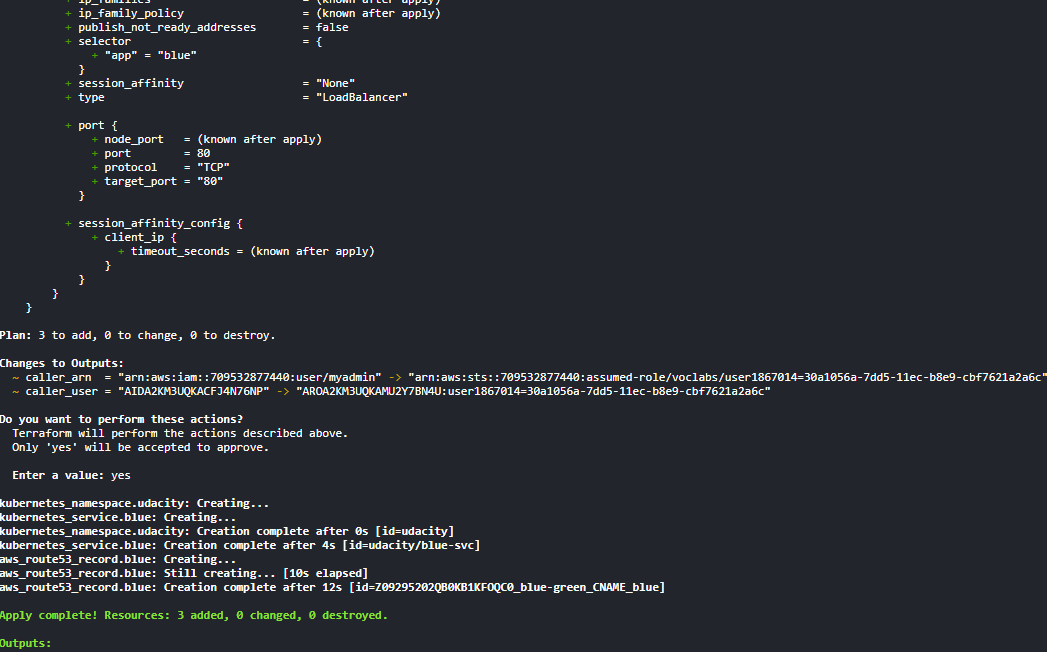 + ip_families = (known after apply)
+ ip_family_policy = (known after apply)
+ publish_not_ready_addresses = false
+ selector = {
+ "app" = "blue"
}
+ session_affinity = "None"
+ type = "LoadBalancer"
+ port {
+ node_port = (known after apply)
+ port = 80
+ protocol = "TCP"
+ target_port = "80"
}
+ session_affinity_config {
+ client_ip {
+ timeout_seconds = (known after apply)
}
}
}
}
Plan: 3 to add, 0 to change, 0 to destroy.
Changes to Outputs:
~ caller_arn = "arn:aws:iam::709532877440:user/myadmin" -> "arn:aws:sts::709532877440:assumed-role/voclabs/user1867014=30a1056a-7dd5-11ec-b8e9-cbf7621a2a6c"
~ caller_user = "AIDA2KM3UQKACFJ4N76NP" -> "AROA2KM3UQKAMU2Y7BN4U:user1867014=30a1056a-7dd5-11ec-b8e9-cbf7621a2a6c"
Do you want to perform these actions?
Terraform will perform the actions described above.
Only 'yes' will be accepted to approve.
Enter a value: yes
kubernetes_namespace.udacity: Creating...
kubernetes_service.blue: Creating...
kubernetes_namespace.udacity: Creation complete after 0s [id=udacity]
kubernetes_service.blue: Creation complete after 4s [id=udacity/blue-svc]
aws_route53_record.blue: Creating...
aws_route53_record.blue: Still creating... [10s elapsed]
aws_route53_record.blue: Creation complete after 12s [id=Z09295202QB0KB1KFOQC0_blue-green_CNAME_blue]
Apply complete! Resources: 3 added, 0 changed, 0 destroyed.
Outputs: